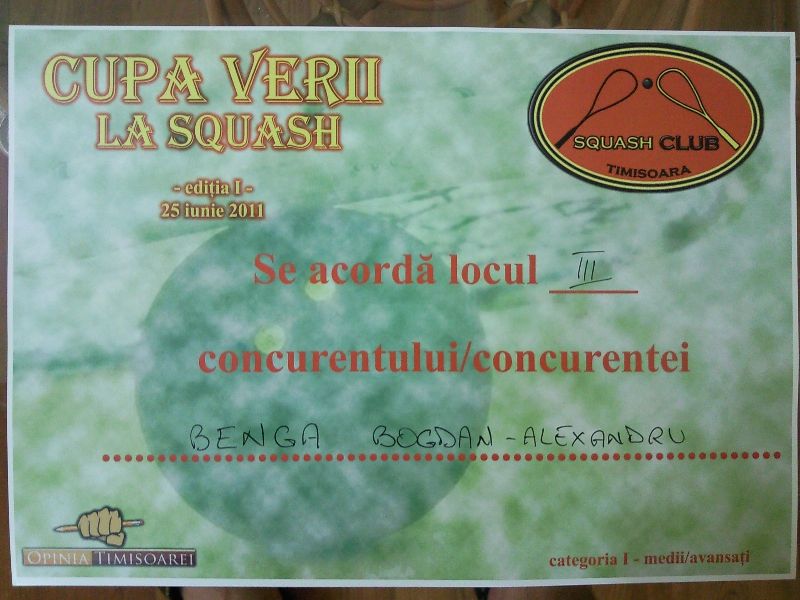 CUPA VERII
LA SQUASH
- ediția I -
25 iunie 2011
SQUASH CLUB
TIMISOARA
Se acordă locul III
concurentului/concurentei
BENGA BOGDAN-ALEXANDRU
OPINIA TIMISOAREI
categoria I - medii/avansați